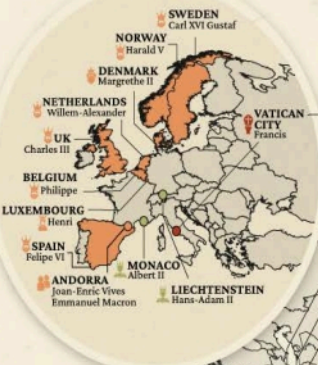 SWEDEN
Carl XVI Gustaf
NORWAY
Harald V
DENMARK
Margrethe II
NETHERLANDS
Willem-Alexander
UK
Charles III
BELGIUM
Philippe
LUXEMBOURG
Henri
SPAIN
Felipe VI
ANDORRA
Joan-Enric Vives
Emmanuel Macron
MONACO
Albert II
LIECHTENSTEIN
Hans-Adam II
VATICAN
CITY
Francis